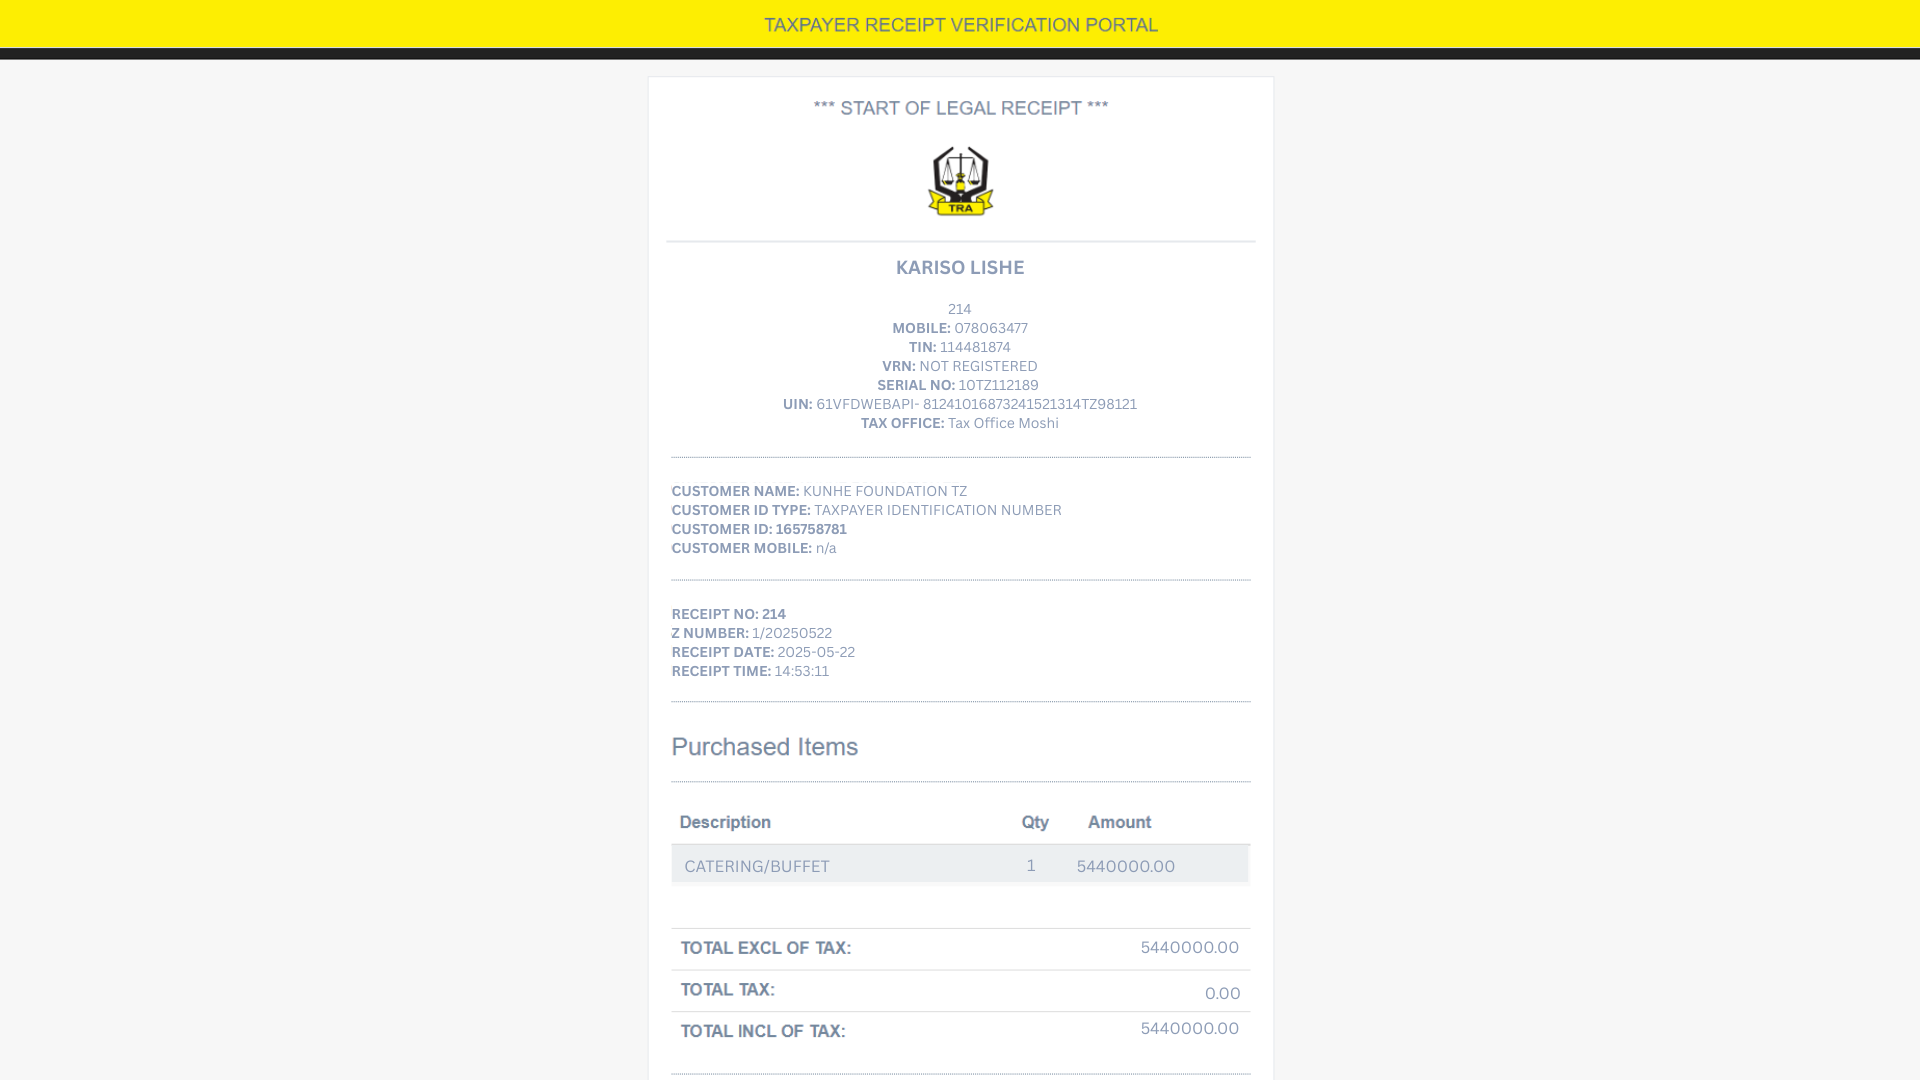 TAXPAYER RECEIPT VERIFICATION PORTAL
*** START OF LEGAL RECEIPT ***
TRA
KARISO LISHE
214
MOBILE: 078063477
TIN: 114481874
VRN: NOT REGISTERED
SERIAL NO: 10TZ112189
UIN: 61VFDWEBAPI- 81241016873241521314TZ98121
TAX OFFICE: Tax Office Moshi
CUSTOMER NAME: KUNHE FOUNDATION TZ
CUSTOMER ID TYPE: TAXPAYER IDENTIFICATION NUMBER
CUSTOMER ID: 165758781
CUSTOMER MOBILE: n/a
RECEIPT NO: 214
Z NUMBER: 1/20250522
RECEIPT DATE: 2025-05-22
RECEIPT TIME: 14:53:11
Purchased Items
Description Qty Amount
CATERING/BUFFET 1 5440000.00
TOTAL EXCL OF TAX: 5440000.00
TOTAL TAX: 0.00
TOTAL INCL OF TAX: 5440000.00